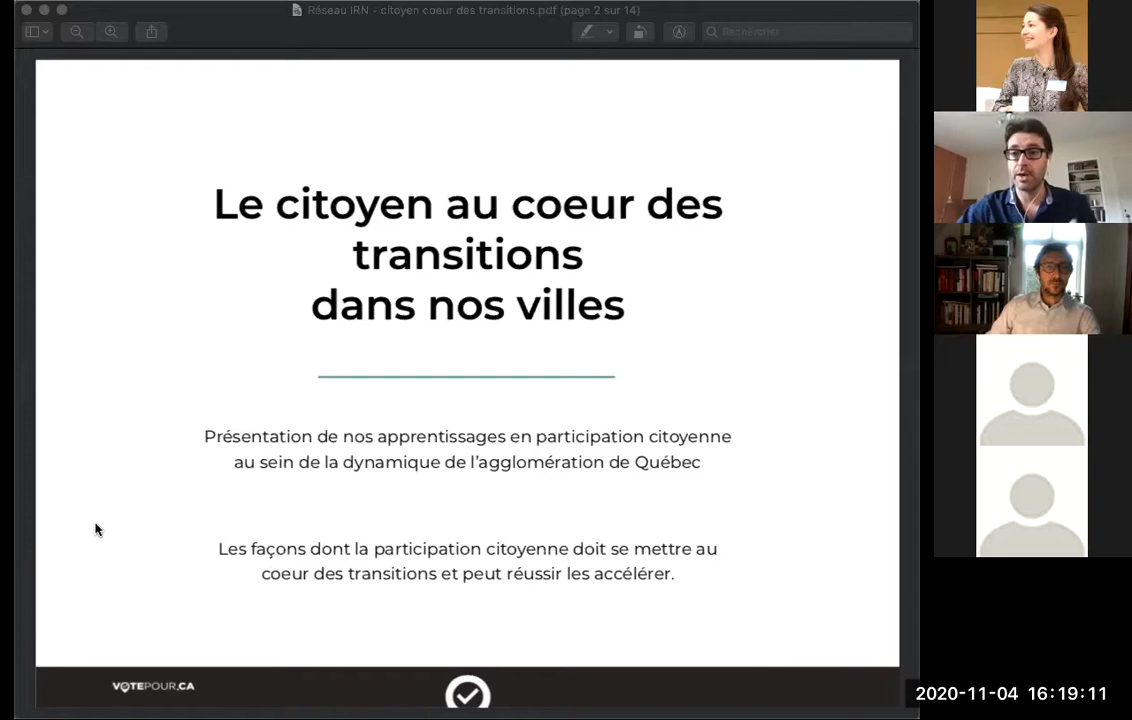 Réseau IRN - citoyen coeur des transitions.pdf (page 2 sur 14)
Rechercher
Le citoyen au coeur des
transitions
dans nos villes
Présentation de nos apprentissages en participation citoyenne
au sein de la dynamique de l'agglomération de Québec
Les façons dont la participation citoyenne doit se mettre au
coeur des transitions et peut réussir les accélérer.
VOTEPOUR.CA
2020-11-04 16:19:11